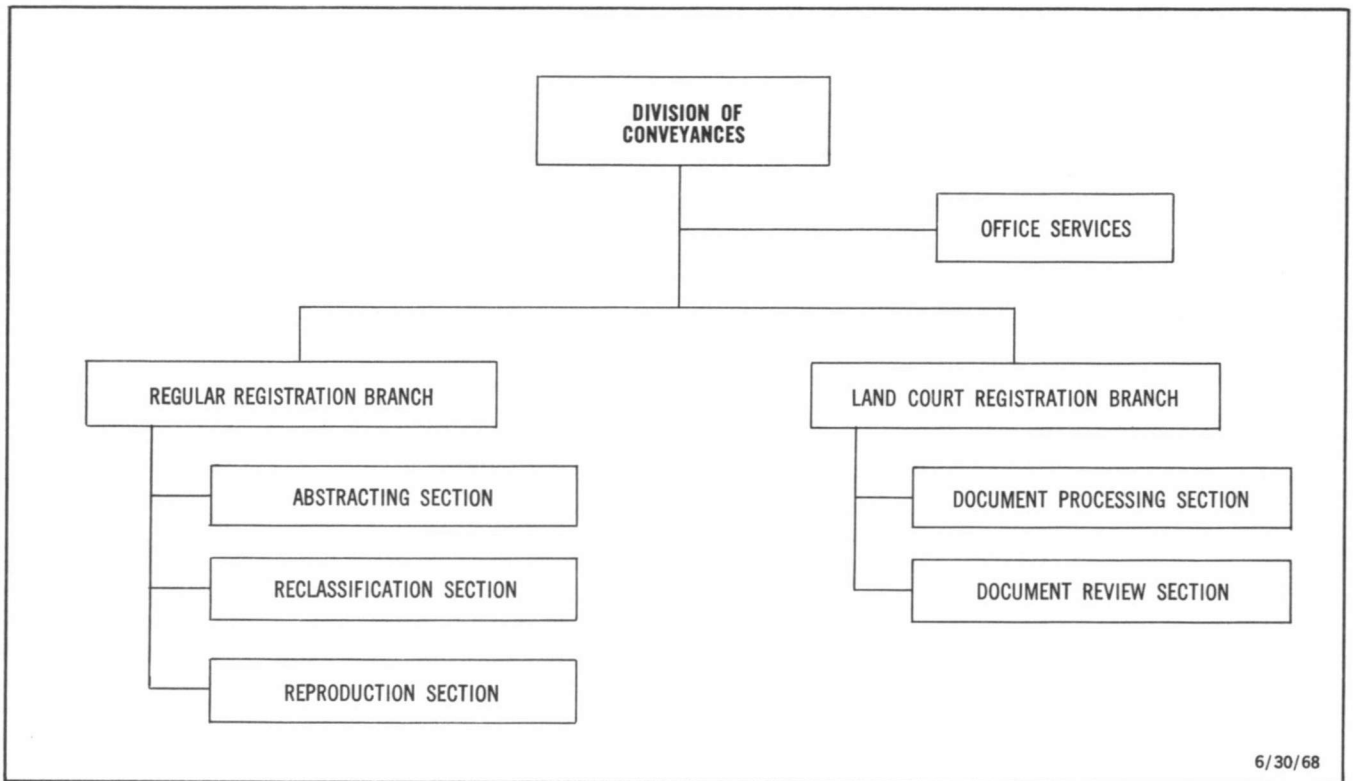 DIVISION OF
CONVEYANCES
OFFICE SERVICES
REGULAR REGISTRATION BRANCH
LAND COURT REGISTRATION BRANCH
ABSTRACTING SECTION
DOCUMENT PROCESSING SECTION
RECLASSIFICATION SECTION
DOCUMENT REVIEW SECTION
REPRODUCTION SECTION
6/30/68